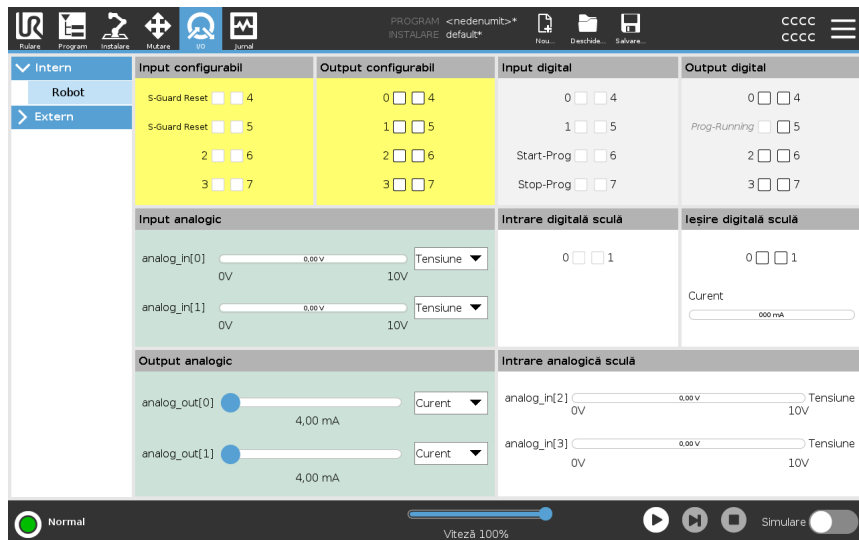 PROGRAM <nedenumit>*
INSTALARE default*
CCCC
CCCC
Rulare Program Instalare Mutare I/O Jurnal Nou... Deschide... Salvare...
Intern
Robot
Extern
Input configurabil
S-Guard Reset 4
S-Guard Reset 5
2 6
3 7
Output configurabil
0 4
1 5
2 6
3 7
Input digital
0 4
1 5
Start-Prog 6
Stop-Prog 7
Output digital
0 4
Prog-Running 5
2 6
3 7
Input analogic
analog_in[0] 0,00 V Tensiune
0V 10V
analog_in[1] 0,00 V Tensiune
0V 10V
Intrare digitală sculă
0 1
Ieșire digitală sculă
0 1
Curent
000 mA
Output analogic
analog_out[0] Curent
4,00 mA
analog_out[1] Curent
4,00 mA
Intrare analogică sculă
analog_in[2] 0,00 V Tensiune
0V 10V
analog_in[3] 0,00 V Tensiune
0V 10V
Normal
Viteză 100%
Simulare